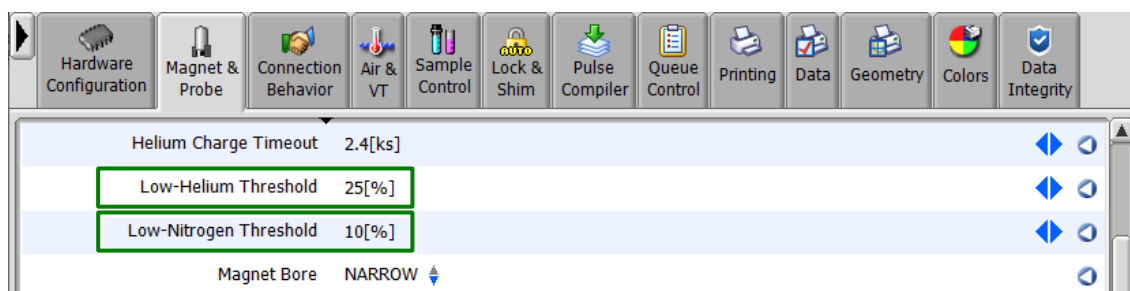 Hardware
Configuration
Magnet &
Probe
Connection
Behavior
Air &
VT
Sample
Control
AUTO
Lock &
Shim
Pulse
Compiler
Queue
Control
Printing
Data
Geometry
Colors
Data
Integrity
Helium Charge Timeout 2.4[ks]
Low-Helium Threshold 25[%]
Low-Nitrogen Threshold 10[%]
Magnet Bore NARROW